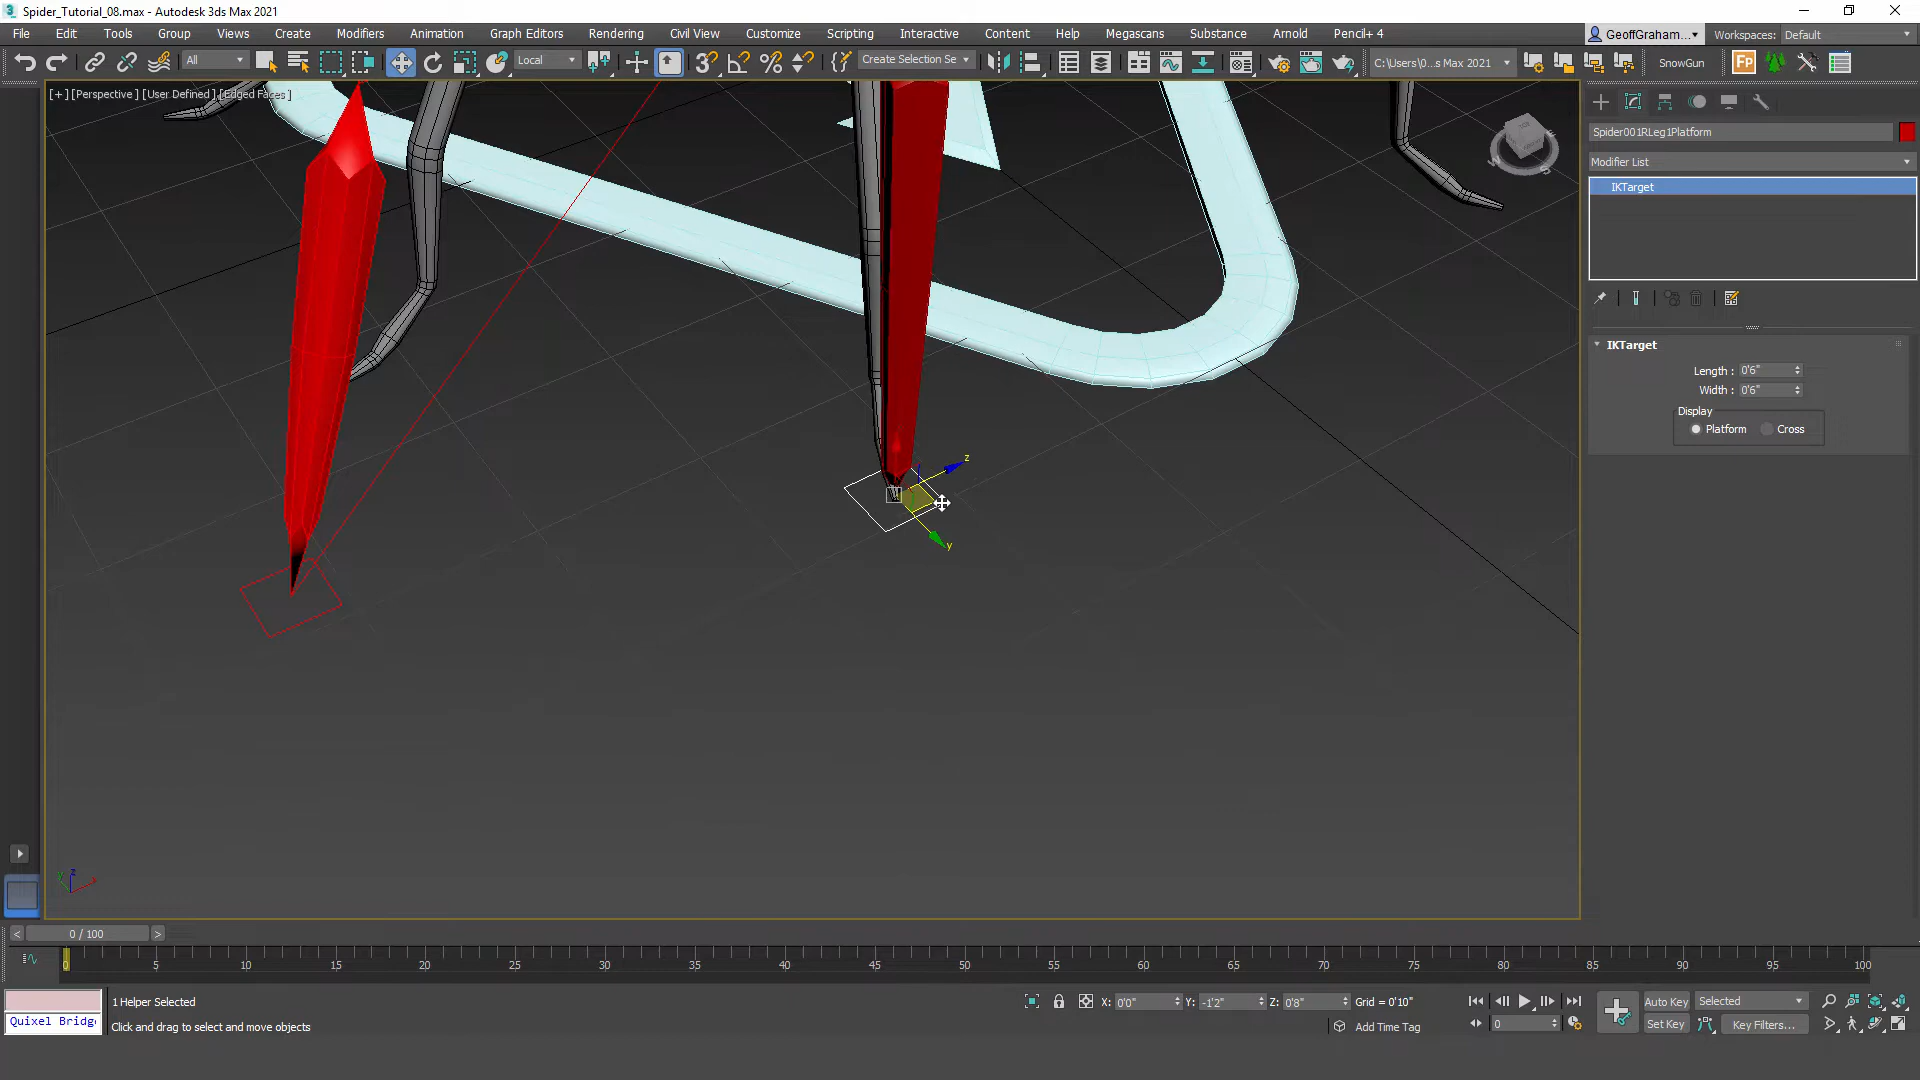 Spider_Tutorial_08.max - Autodesk 3ds Max 2021
File Edit Tools Group Views Create Modifiers Animation Graph Editors Rendering Civil View Customize Scripting Interactive Content Help Megascans Substance Arnold Pencil+ 4 GeoffGraham... Workspaces: Default
All Local Create Selection Se C:\Users\0...s Max 2021 SnowGun Fp
[+] [Perspective] [User Defined] [Edged Faces]
Spider001RLeg1Platform
Modifier List
IKTarget
IKTarget
Length : 0'6"
Width : 0'6"
Display
Platform Cross
z
y
z
y
0 / 100
0 5 10 15 20 25 30 35 40 45 50 55 60 65 70 75 80 85 90 95 100
1 Helper Selected
X: 0'0" Y: -1'2" Z: 0'8" Grid = 0'10"
Auto Key Selected
Quixel Bridg
Click and drag to select and move objects
Add Time Tag
0
Set Key Key Filters...